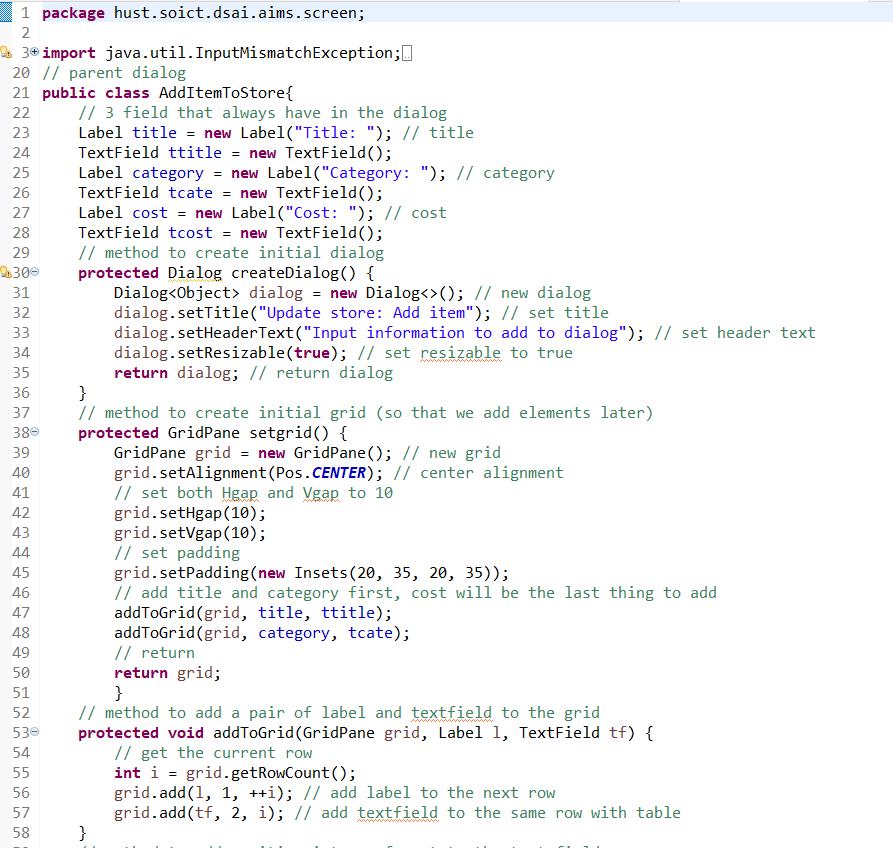 1 package hust.soict.dsai.aims.screen;
2
3 import java.util.InputMismatchException;
20 // parent dialog
21 public class AddItemToStore{
22     // 3 field that always have in the dialog
23     Label title = new Label("Title: "); // title
24     TextField ttitle = new TextField();
25     Label category = new Label("Category: "); // category
26     TextField tcate = new TextField();
27     Label cost = new Label("Cost: "); // cost
28     TextField tcost = new TextField();
29     // method to create initial dialog
30     protected Dialog createDialog() {
31         Dialog<Object> dialog = new Dialog<>(); // new dialog
32         dialog.setTitle("Update store: Add item"); // set title
33         dialog.setHeaderText("Input information to add to dialog"); // set header text
34         dialog.setResizable(true); // set resizable to true
35         return dialog; // return dialog
36     }
37     // method to create initial grid (so that we add elements later)
38     protected GridPane setgrid() {
39         GridPane grid = new GridPane(); // new grid
40         grid.setAlignment(Pos.CENTER); // center alignment
41         // set both Hgap and Vgap to 10
42         grid.setHgap(10);
43         grid.setVgap(10);
44         // set padding
45         grid.setPadding(new Insets(20, 35, 20, 35));
46         // add title and category first, cost will be the last thing to add
47         addToGrid(grid, title, ttitle);
48         addToGrid(grid, category, tcate);
49         // return
50         return grid;
51         }
52     // method to add a pair of label and textfield to the grid
53     protected void addToGrid(GridPane grid, Label l, TextField tf) {
54         // get the current row
55         int i = grid.getRowCount();
56         grid.add(l, 1, ++i); // add label to the next row
57         grid.add(tf, 2, i); // add textfield to the same row with table
58     }